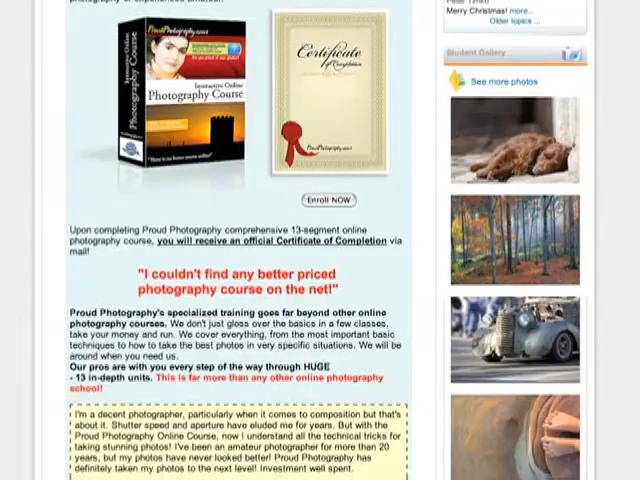 Merry Christmas! more...
Older topics ...
Student Gallery
See more photos
ProudPhotography.com
Interactive Online
Photography Course
Interactive Online
Photography Course
Certificate
of Completion
ProudPhotography.com
Enroll NOW
Upon completing Proud Photography comprehensive 13-segment online
photography course, you will receive an official Certificate of Completion via
mail!
"I couldn't find any better priced
photography course on the net!"
Proud Photography's specialized training goes far beyond other online
photography courses. We don't just gloss over the basics in a few classes,
take your money and run. We cover everything, from the most important basic
techniques to how to take the best photos in very specific situations. We will be
around when you need us.
Our pros are with you every step of the way through HUGE
- 13 in-depth units. This is far more than any other online photography
school!
I'm a decent photographer, particularly when it comes to composition but that's
about it. Shutter speed and aperture have eluded me for years. But with the
Proud Photography Online Course, now I understand all the technical tricks for
taking stunning photos! I've been an amateur photographer for more than 20
years, but my photos have never looked better! Proud Photography has
definitely taken my photos to the next level! Investment well spent.